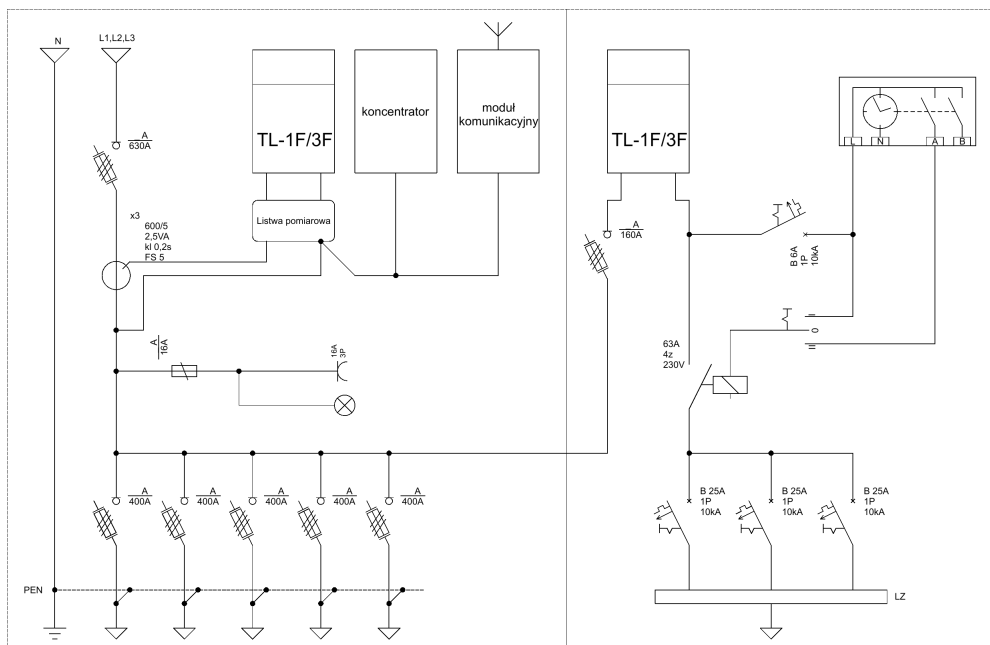 N
L1,L2,L3
_A
630A
TL-1F/3F
koncentrator
moduł
komunikacyjny
TL-1F/3F
L
N
A
B
x3
600/5
2,5VA
kl 0,2s
FS 5
Listwa pomiarowa
_A
160A
B 6A
1P
10kA
I
0
II
A
16A
16A
3P
63A
4z
230V
A
400A
A
400A
A
400A
A
400A
A
400A
B 25A
1P
10kA
B 25A
1P
10kA
B 25A
1P
10kA
PEN
LZ